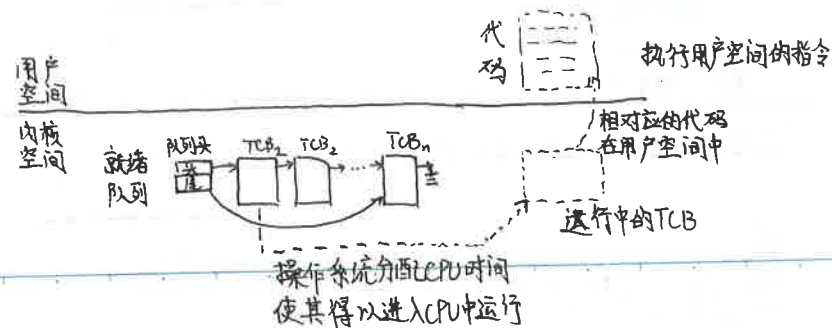 代码
执行用户空间的指令
用户空间
内核空间
就绪队列
队列头
头
尾
TCB1
TCB2
...
TCBn
相对应的代码
在用户空间中
运行中的TCB
操作系统分配CPU时间
使其得以进入CPU中运行